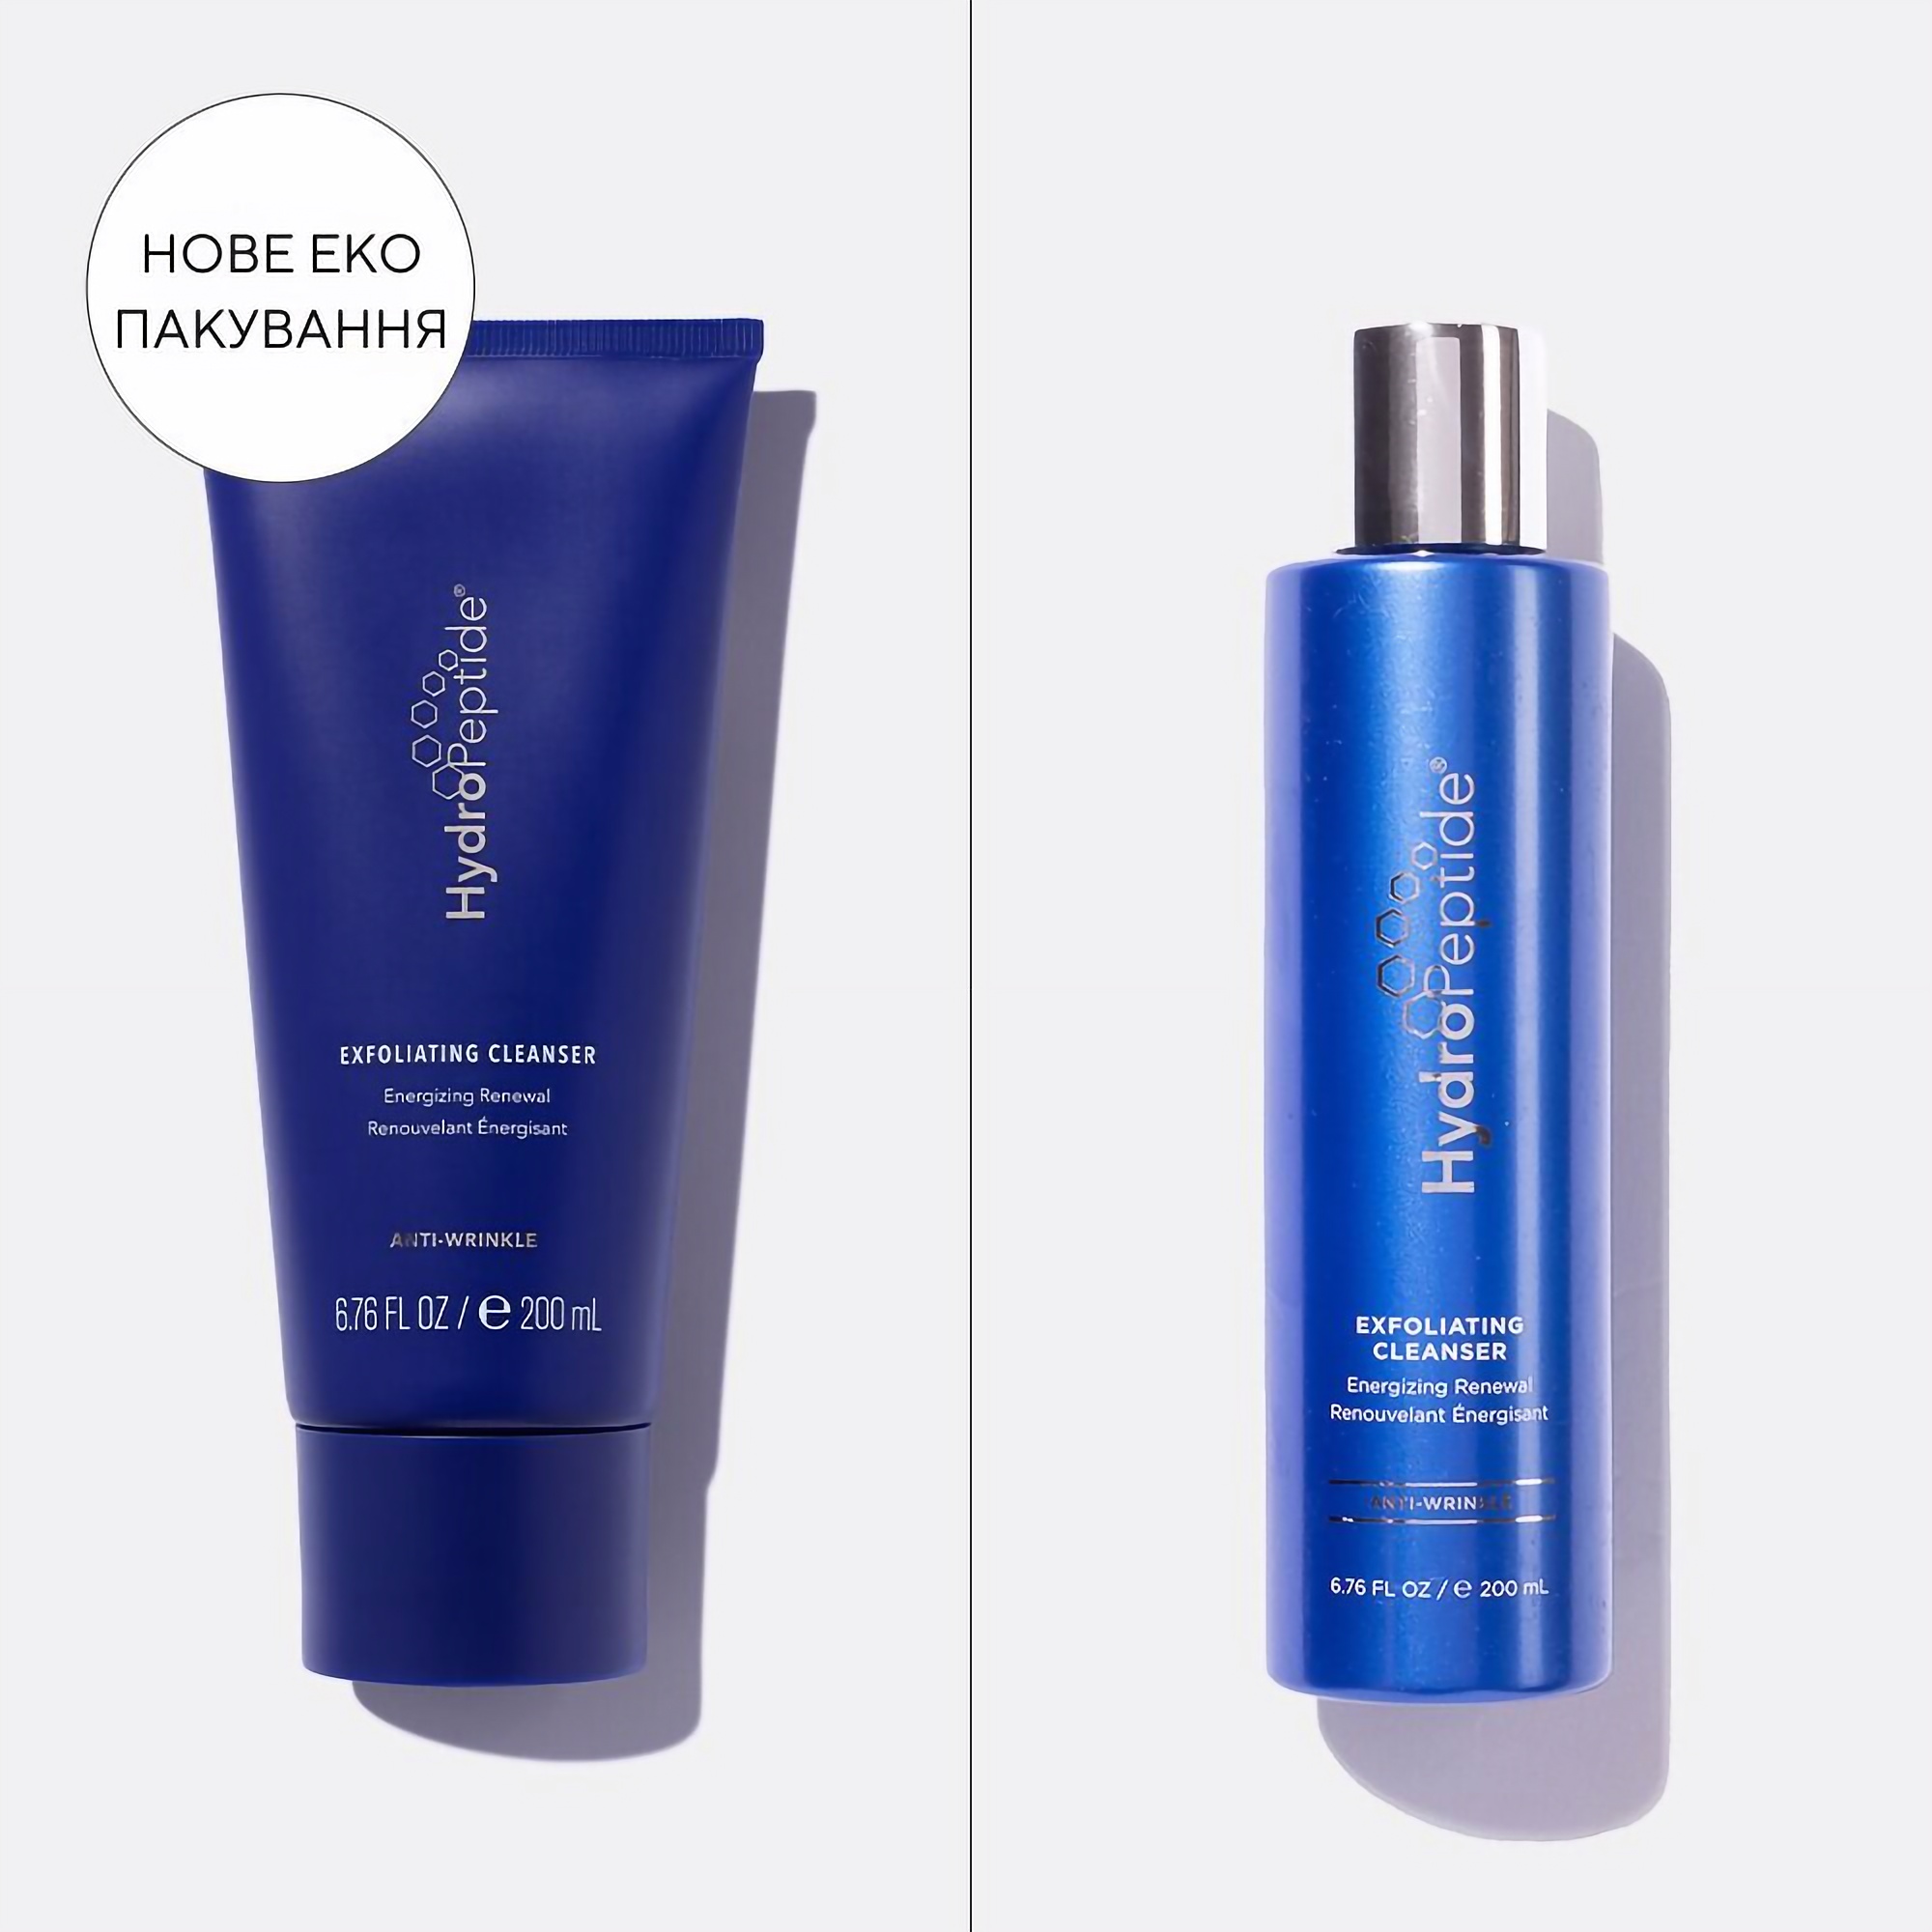 НОВЕ ЕКО
ПАКУВАННЯ
HydroPeptide®
EXFOLIATING CLEANSER
Energizing Renewal
Renouvelant Énergisant
ANTI-WRINKLE
6.76 FL OZ / ℮ 200 mL
HydroPeptide®
EXFOLIATING
CLEANSER
Energizing Renewal
Renouvelant Énergisant
ANTI-WRINKLE
6.76 FL OZ / ℮ 200 mL